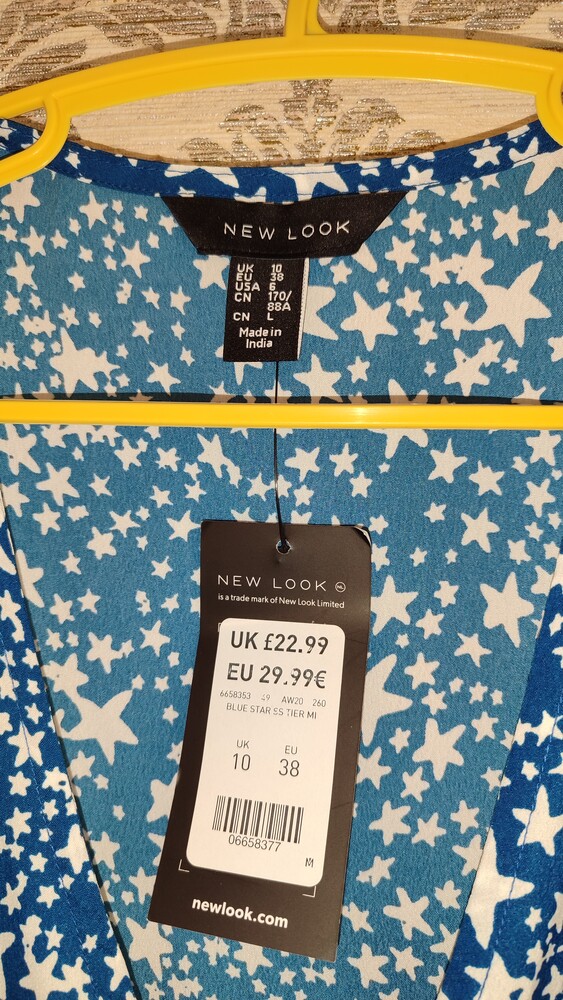 NEW LOOK
UK 10
EU 38
USA 6
CN 170/
88A
CN L
Made in
India
NEW LOOK NL
is a trade mark of New Look Limited
UK £22.99
EU 29.99€
6658353 49 AW20 260
BLUE STAR SS TIER MI
UK EU
10 38
06658377
M
newlook.com